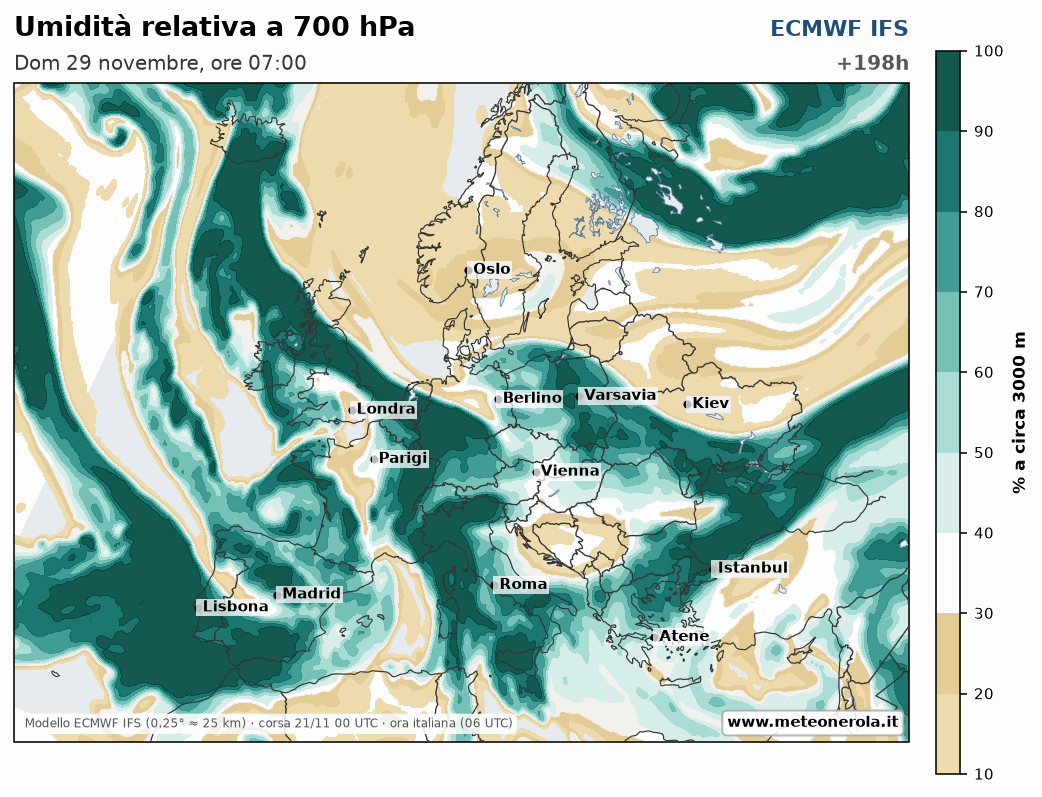 Umidità relativa a 700 hPa
ECMWF IFS
Dom 29 novembre, ore 07:00
+198h
100
90
80
70
60
50
40
30
20
10
% a circa 3000 m
Oslo
Berlino
Varsavia
Kiev
Londra
Parigi
Vienna
Istanbul
Roma
Madrid
Lisbona
Atene
Modello ECMWF IFS (0,25° ≈ 25 km) · corsa 21/11 00 UTC · ora italiana (06 UTC)
www.meteonerola.it